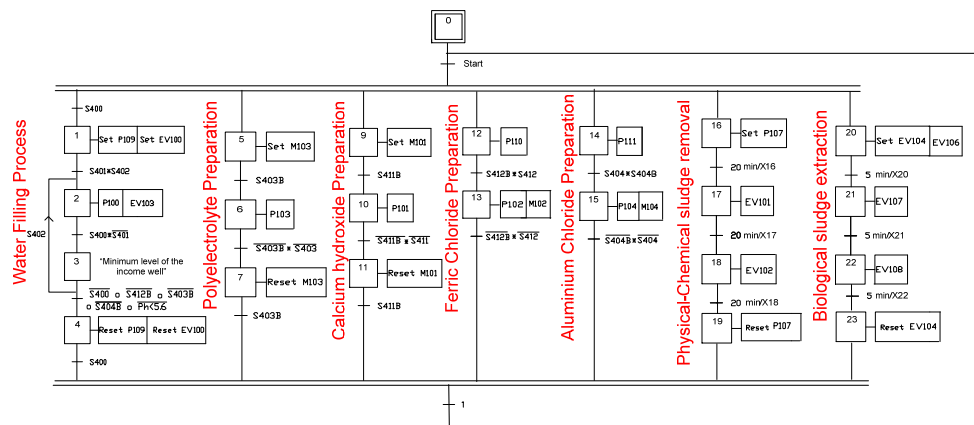 0
Start
Water Filling Process
S400
1
Set P109
Set EV100
S401*S402
2
P100
EV103
S402
S400*S401
3
"Minimum level of the
income well"
S400 o S412B o S403B
o S404B o Ph<5.6
4
Reset P109
Reset EV100
S400
Polyelectrolyte Preparation
5
Set M103
S403B
6
P103
S403B * S403
7
Reset M103
S403B
Calcium hydroxide Preparation
9
Set M101
S411B
10
P101
S411B * S411
11
Reset M101
S411B
Ferric Chloride Preparation
12
P110
S412B * S412
13
P102
M102
S412B * S412
Aluminium Chloride Preparation
14
P111
S404*S404B
15
P104
M104
S404B*S404
Physical-Chemical sludge removal
16
Set P107
20 min/X16
17
EV101
20 min/X17
18
EV102
20 min/X18
19
Reset P107
Biological sludge extraction
20
Set EV104
EV106
5 min/X20
21
EV107
5 min/X21
22
EV108
5 min/X22
23
Reset EV104
1